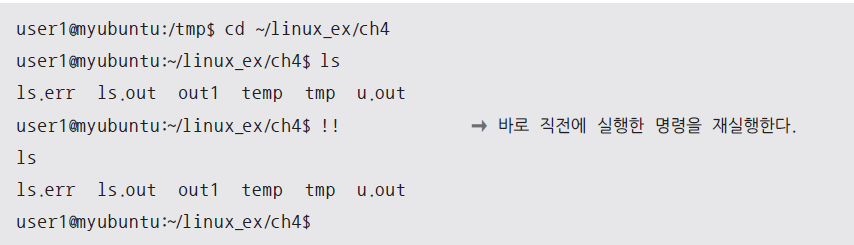 user1@myubuntu:/tmp$ cd ~/linux_ex/ch4
user1@myubuntu:~/linux_ex/ch4$ ls
ls.err  ls.out  out1  temp  tmp  u.out
user1@myubuntu:~/linux_ex/ch4$ !!  → 바로 직전에 실행한 명령을 재실행한다.
ls
ls.err  ls.out  out1  temp  tmp  u.out
user1@myubuntu:~/linux_ex/ch4$